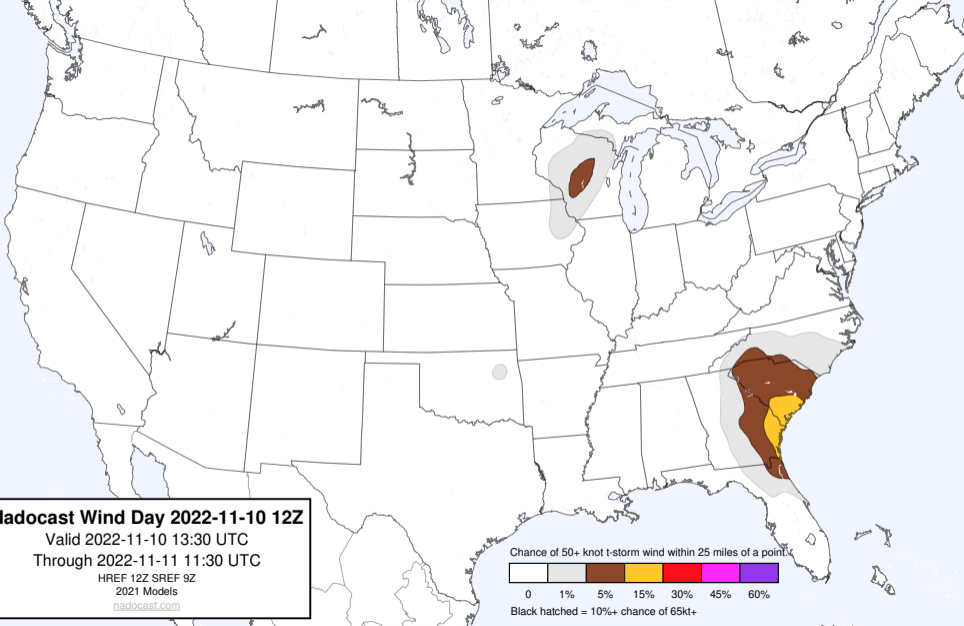 adocast Wind Day 2022-11-10 12Z
Valid 2022-11-10 13:30 UTC
Through 2022-11-11 11:30 UTC
HREF 12Z SREF 9Z
2021 Models
nadocast.com
Chance of 50+ knot t-storm wind within 25 miles of a point.
0 1% 5% 15% 30% 45% 60%
Black hatched = 10%+ chance of 65kt+